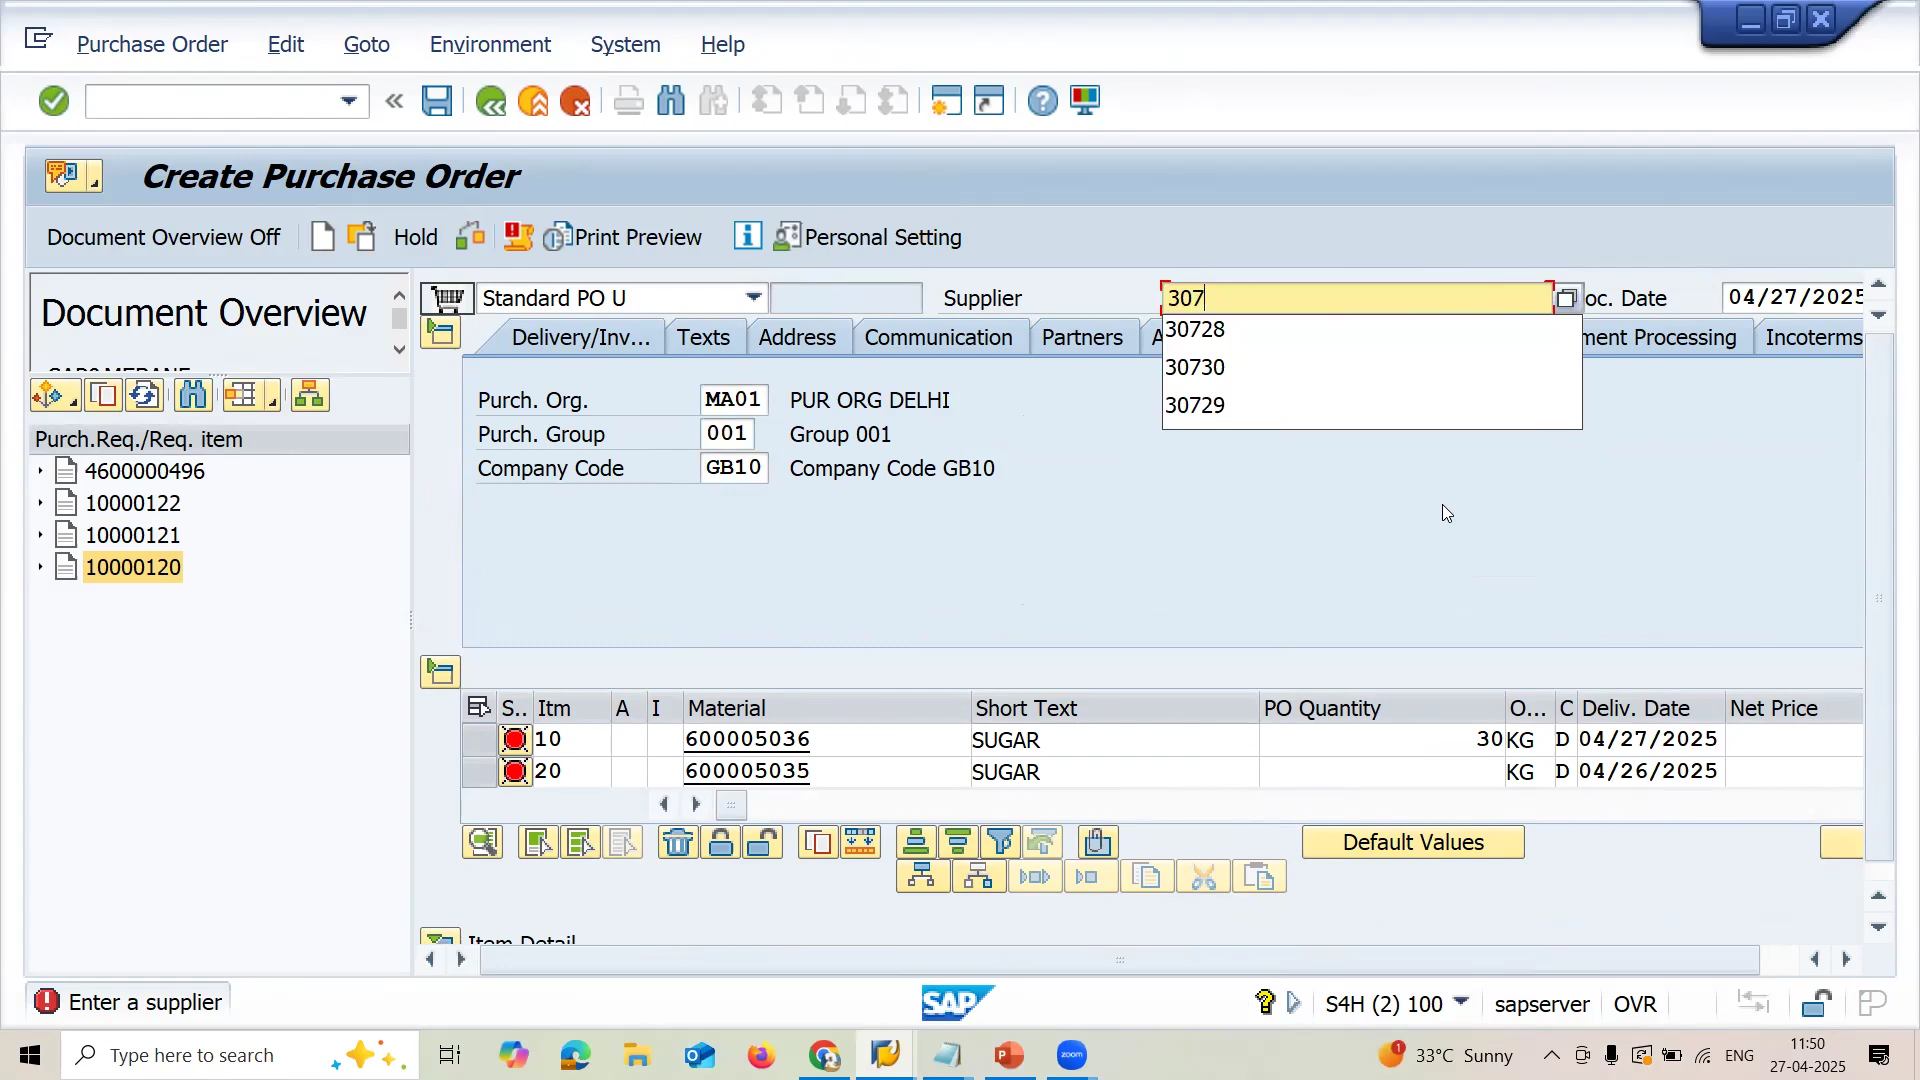 Purchase Order Edit Goto Environment System Help
Create Purchase Order
Document Overview Off Hold Print Preview Personal Setting
Document Overview
Standard PO U Supplier 307 oc. Date 04/27/2025
30728
30730
30729
Delivery/Inv... Texts Address Communication Partners A ment Processing Incoterms
Purch. Org. MA01 PUR ORG DELHI
Purch. Group 001 Group 001
Company Code GB10 Company Code GB10
Purch.Req./Req. item
4600000496
10000122
10000121
10000120
S.. Itm A I Material Short Text PO Quantity O... C Deliv. Date Net Price
10 600005036 SUGAR 30 KG D 04/27/2025
20 600005035 SUGAR KG D 04/26/2025
Default Values
Item Detail
Enter a supplier
SAP
S4H (2) 100 sapserver OVR
Type here to search
zoom
1
33°C Sunny
ENG
11:50
27-04-2025